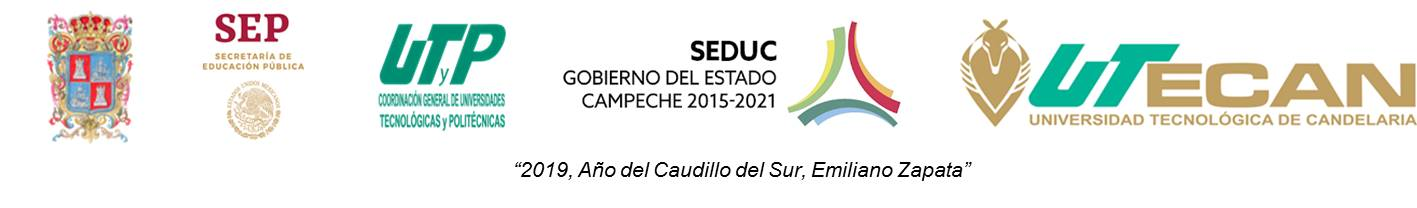 SEP
SECRETARÍA DE
EDUCACIÓN PÚBLICA
UT y P
COORDINACIÓN GENERAL DE UNIVERSIDADES
TECNOLÓGICAS y POLITÉCNICAS
SEDUC
GOBIERNO DEL ESTADO
CAMPECHE 2015-2021
UTECAN
UNIVERSIDAD TECNOLÓGICA DE CANDELARIA
“2019, Año del Caudillo del Sur, Emiliano Zapata”